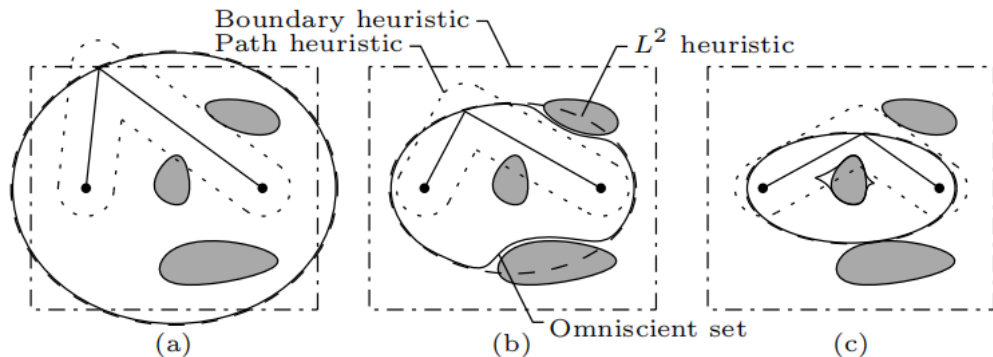 Boundary heuristic
Path heuristic
L² heuristic
Omniscient set
(a)
(b)
(c)